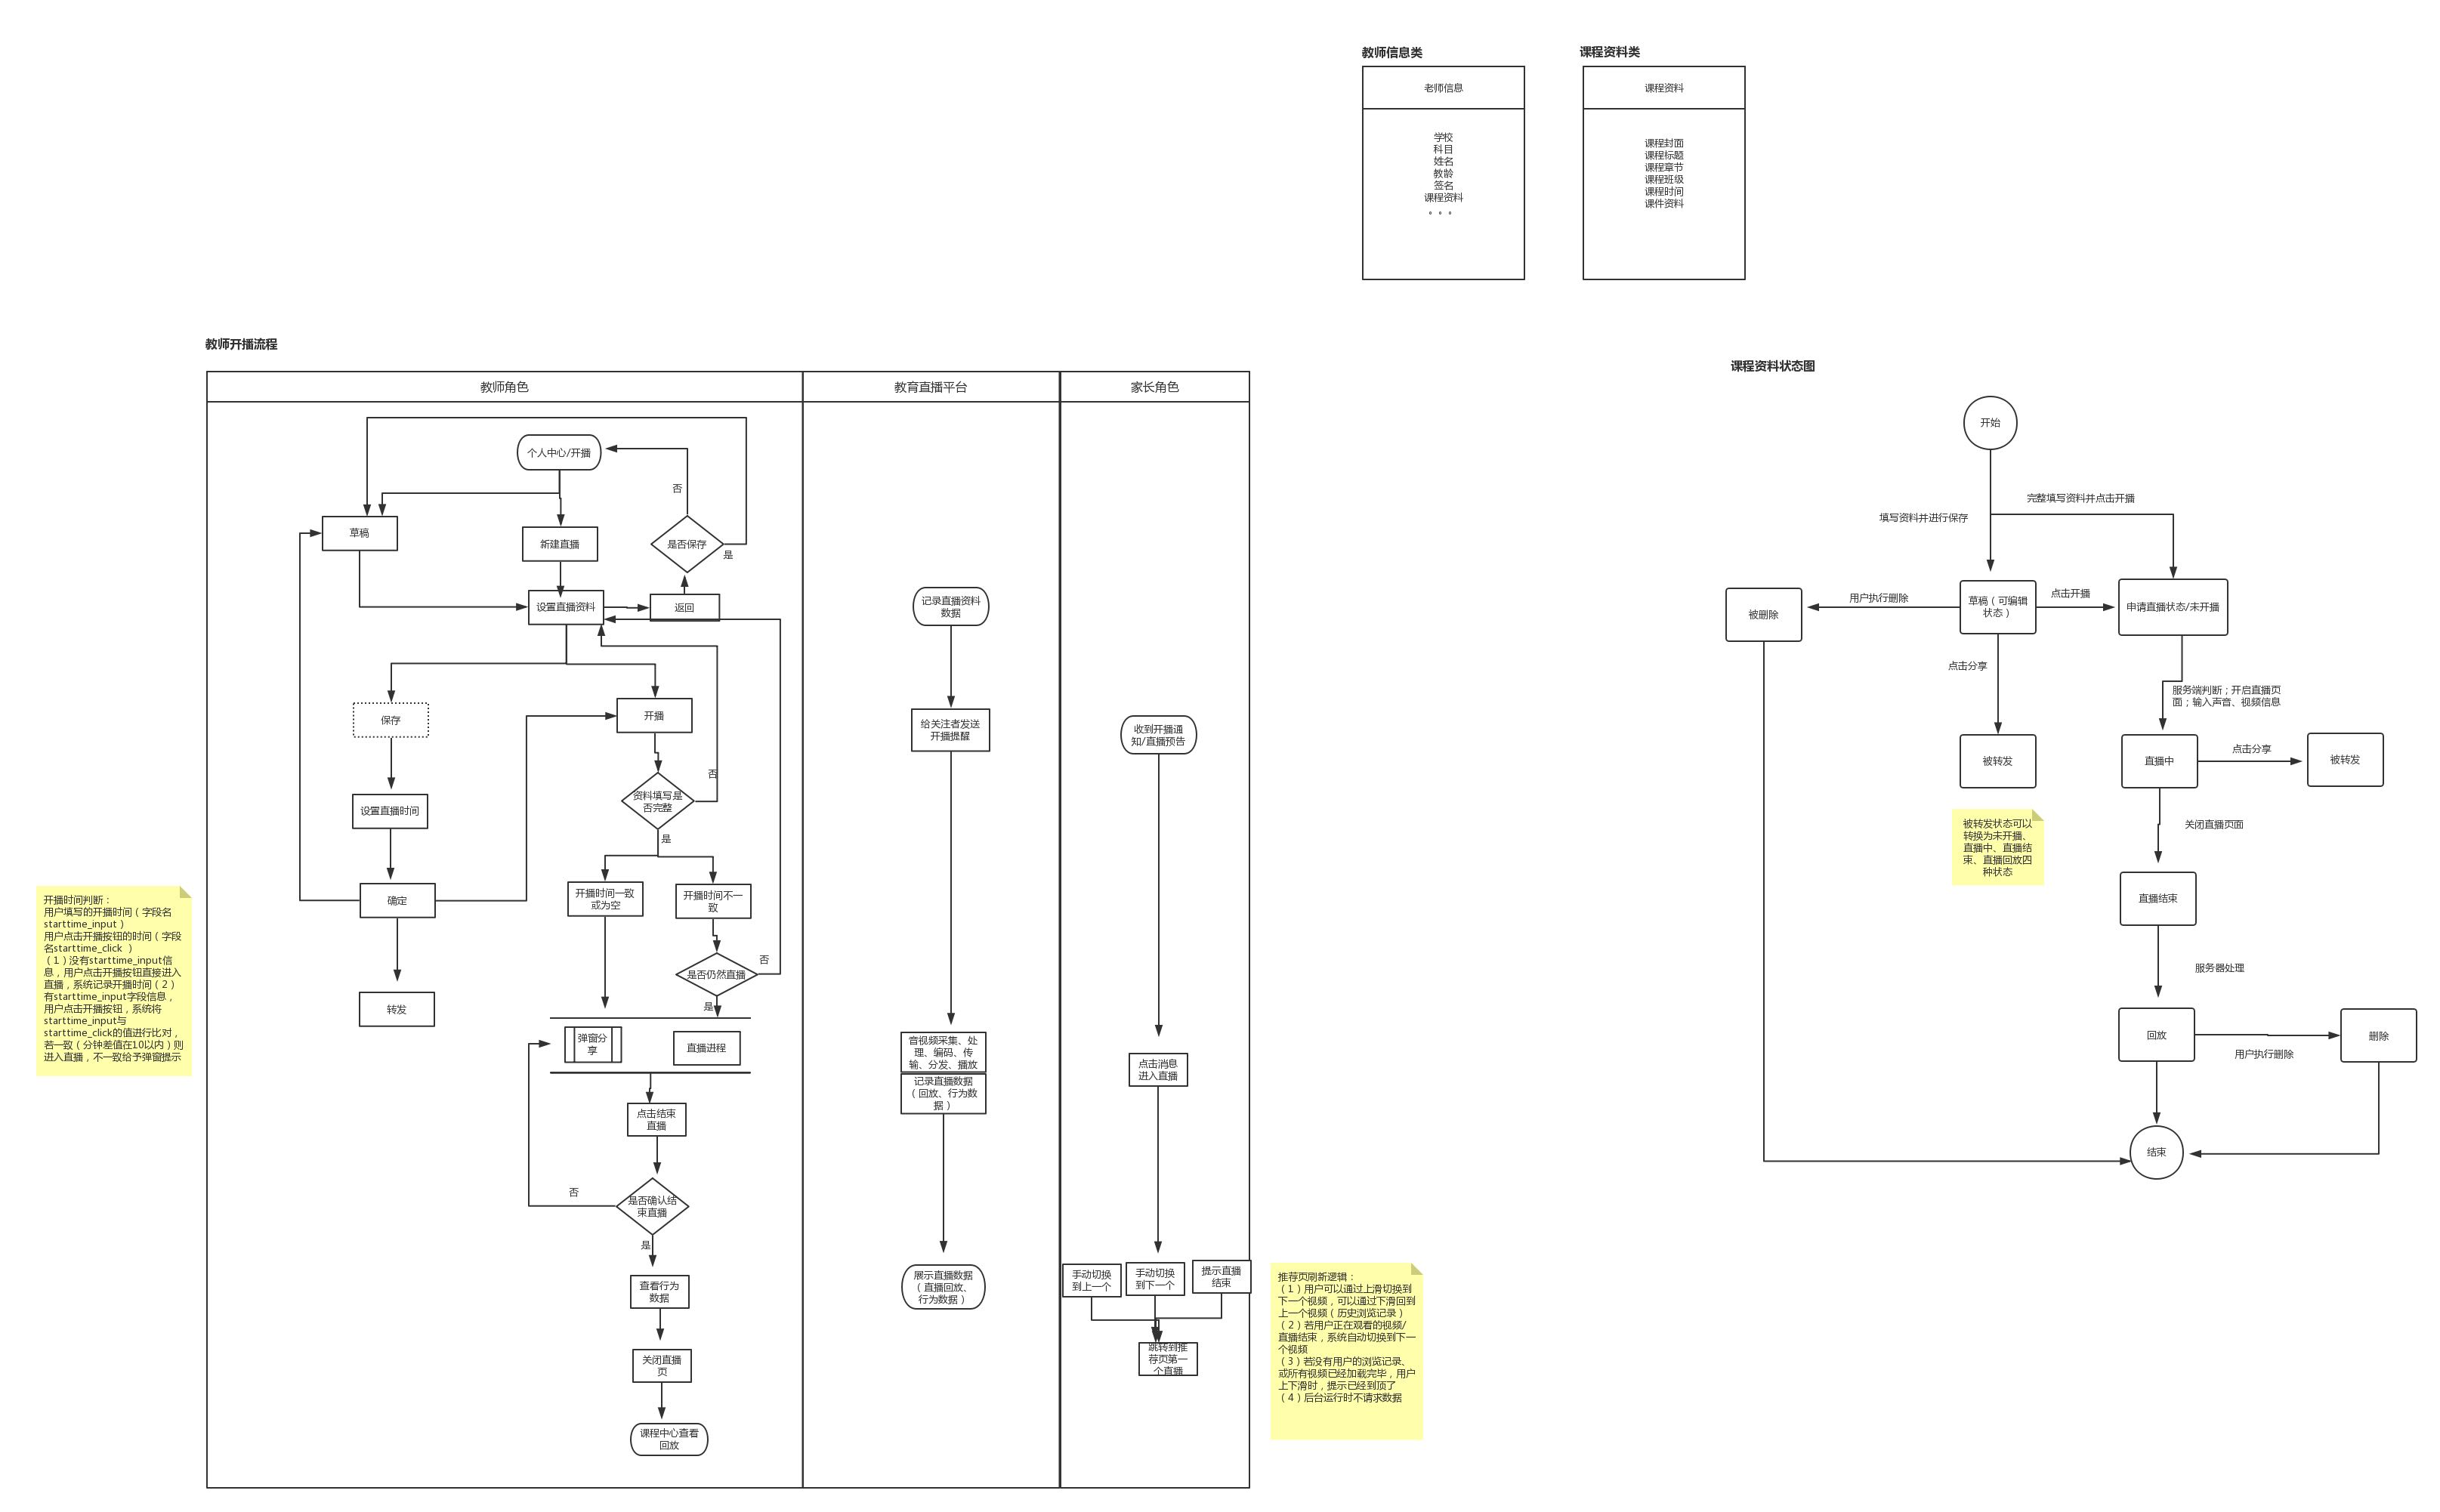 教师信息类
老师信息
学校
科目
姓名
教龄
签名
课程资料
。。。
课程资料类
课程资料
课程封面
课程标题
课程章节
课程班级
课程时间
课件资料
教师开播流程
教师角色
教育直播平台
家长角色
个人中心/开播
否
草稿
新建直播
是否保存
是
设置直播资料
返回
保存
开播
设置直播时间
资料填写是
否完整
否
是
确定
开播时间一致
或为空
开播时间不一
致
是否仍然直播
否
是
转发
弹窗分
享
直播进程
点击结束
直播
是否确认结
束直播
否
是
查看行为
数据
关闭直播
页
课程中心查看
回放
记录直播资料
数据
给关注者发送
开播提醒
音视频采集、处
理、编码、传
输、分发、播放
记录直播数据
（回放、行为数
据）
展示直播数据
（直播回放、
行为数据）
收到开播通
知/直播预告
点击消息
进入直播
手动切换
到上一个
手动切换
到下一个
提示直播
结束
跳转到推
荐页第一
个直播
开播时间判断：
用户填写的开播时间（字段名
starttime_input）
用户点击开播按钮的时间（字段
名starttime_click ）
（1）没有starttime_input信
息，用户点击开播按钮直接进入
直播，系统记录开播时间（2）
有starttime_input字段信息，
用户点击开播按钮，系统将
starttime_input与
starttime_click的值进行比对，
若一致（分钟差值在10以内）则
进入直播，不一致给予弹窗提示
推荐页刷新逻辑：
（1）用户可以通过上滑切换到
下一个视频，可以通过下滑回到
上一个视频（历史浏览记录）
（2）若用户正在观看的视频/
直播结束，系统自动切换到下一
个视频
（3）若没有用户的浏览记录、
或所有视频已经加载完毕，用户
上下滑时，提示已经到顶了
（4）后台运行时不请求数据
课程资料状态图
开始
填写资料并进行保存
完整填写资料并点击开播
被删除
用户执行删除
草稿（可编辑
状态）
点击开播
申请直播状态/未开播
点击分享
服务端判断；开启直播页
面；输入声音、视频信息
被转发
直播中
点击分享
被转发
被转发状态可以
转换为未开播、
直播中、直播结
束、直播回放四
种状态
关闭直播页面
直播结束
服务器处理
回放
用户执行删除
删除
结束